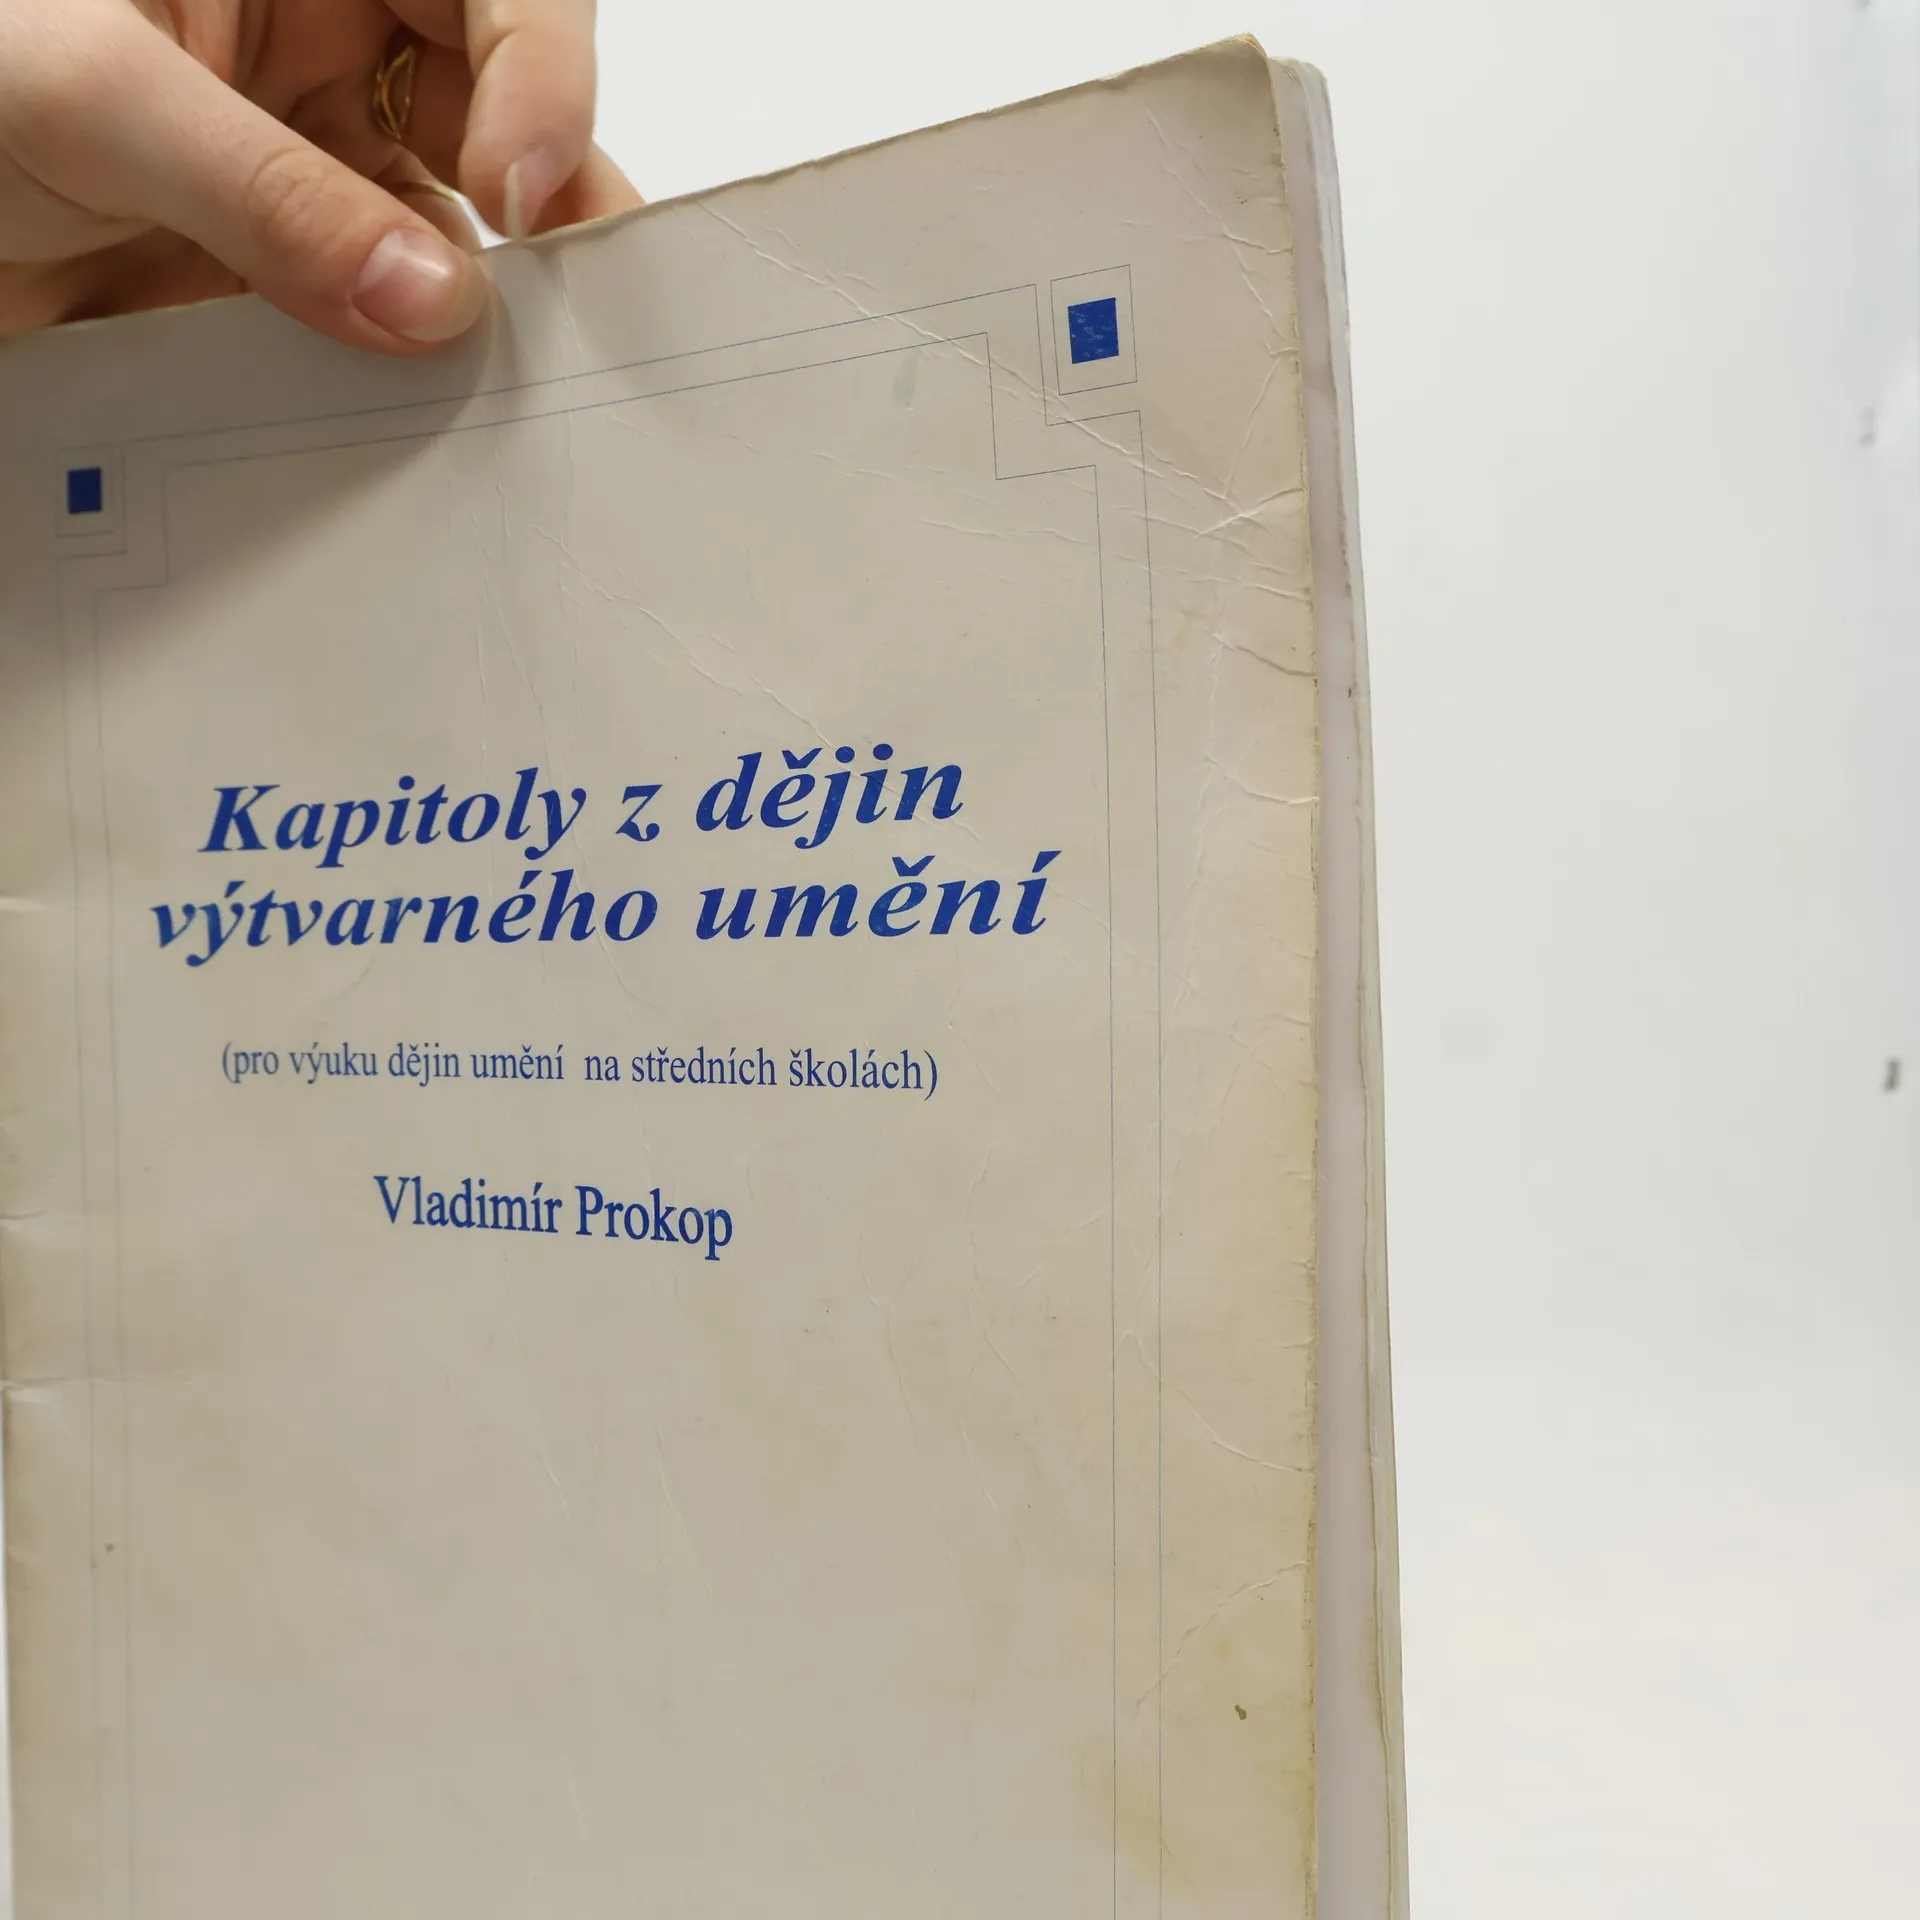 Kapitoly z dějin
výtvarného umění
(pro výuku dějin umění na středních školách)
Vladimír Prokop